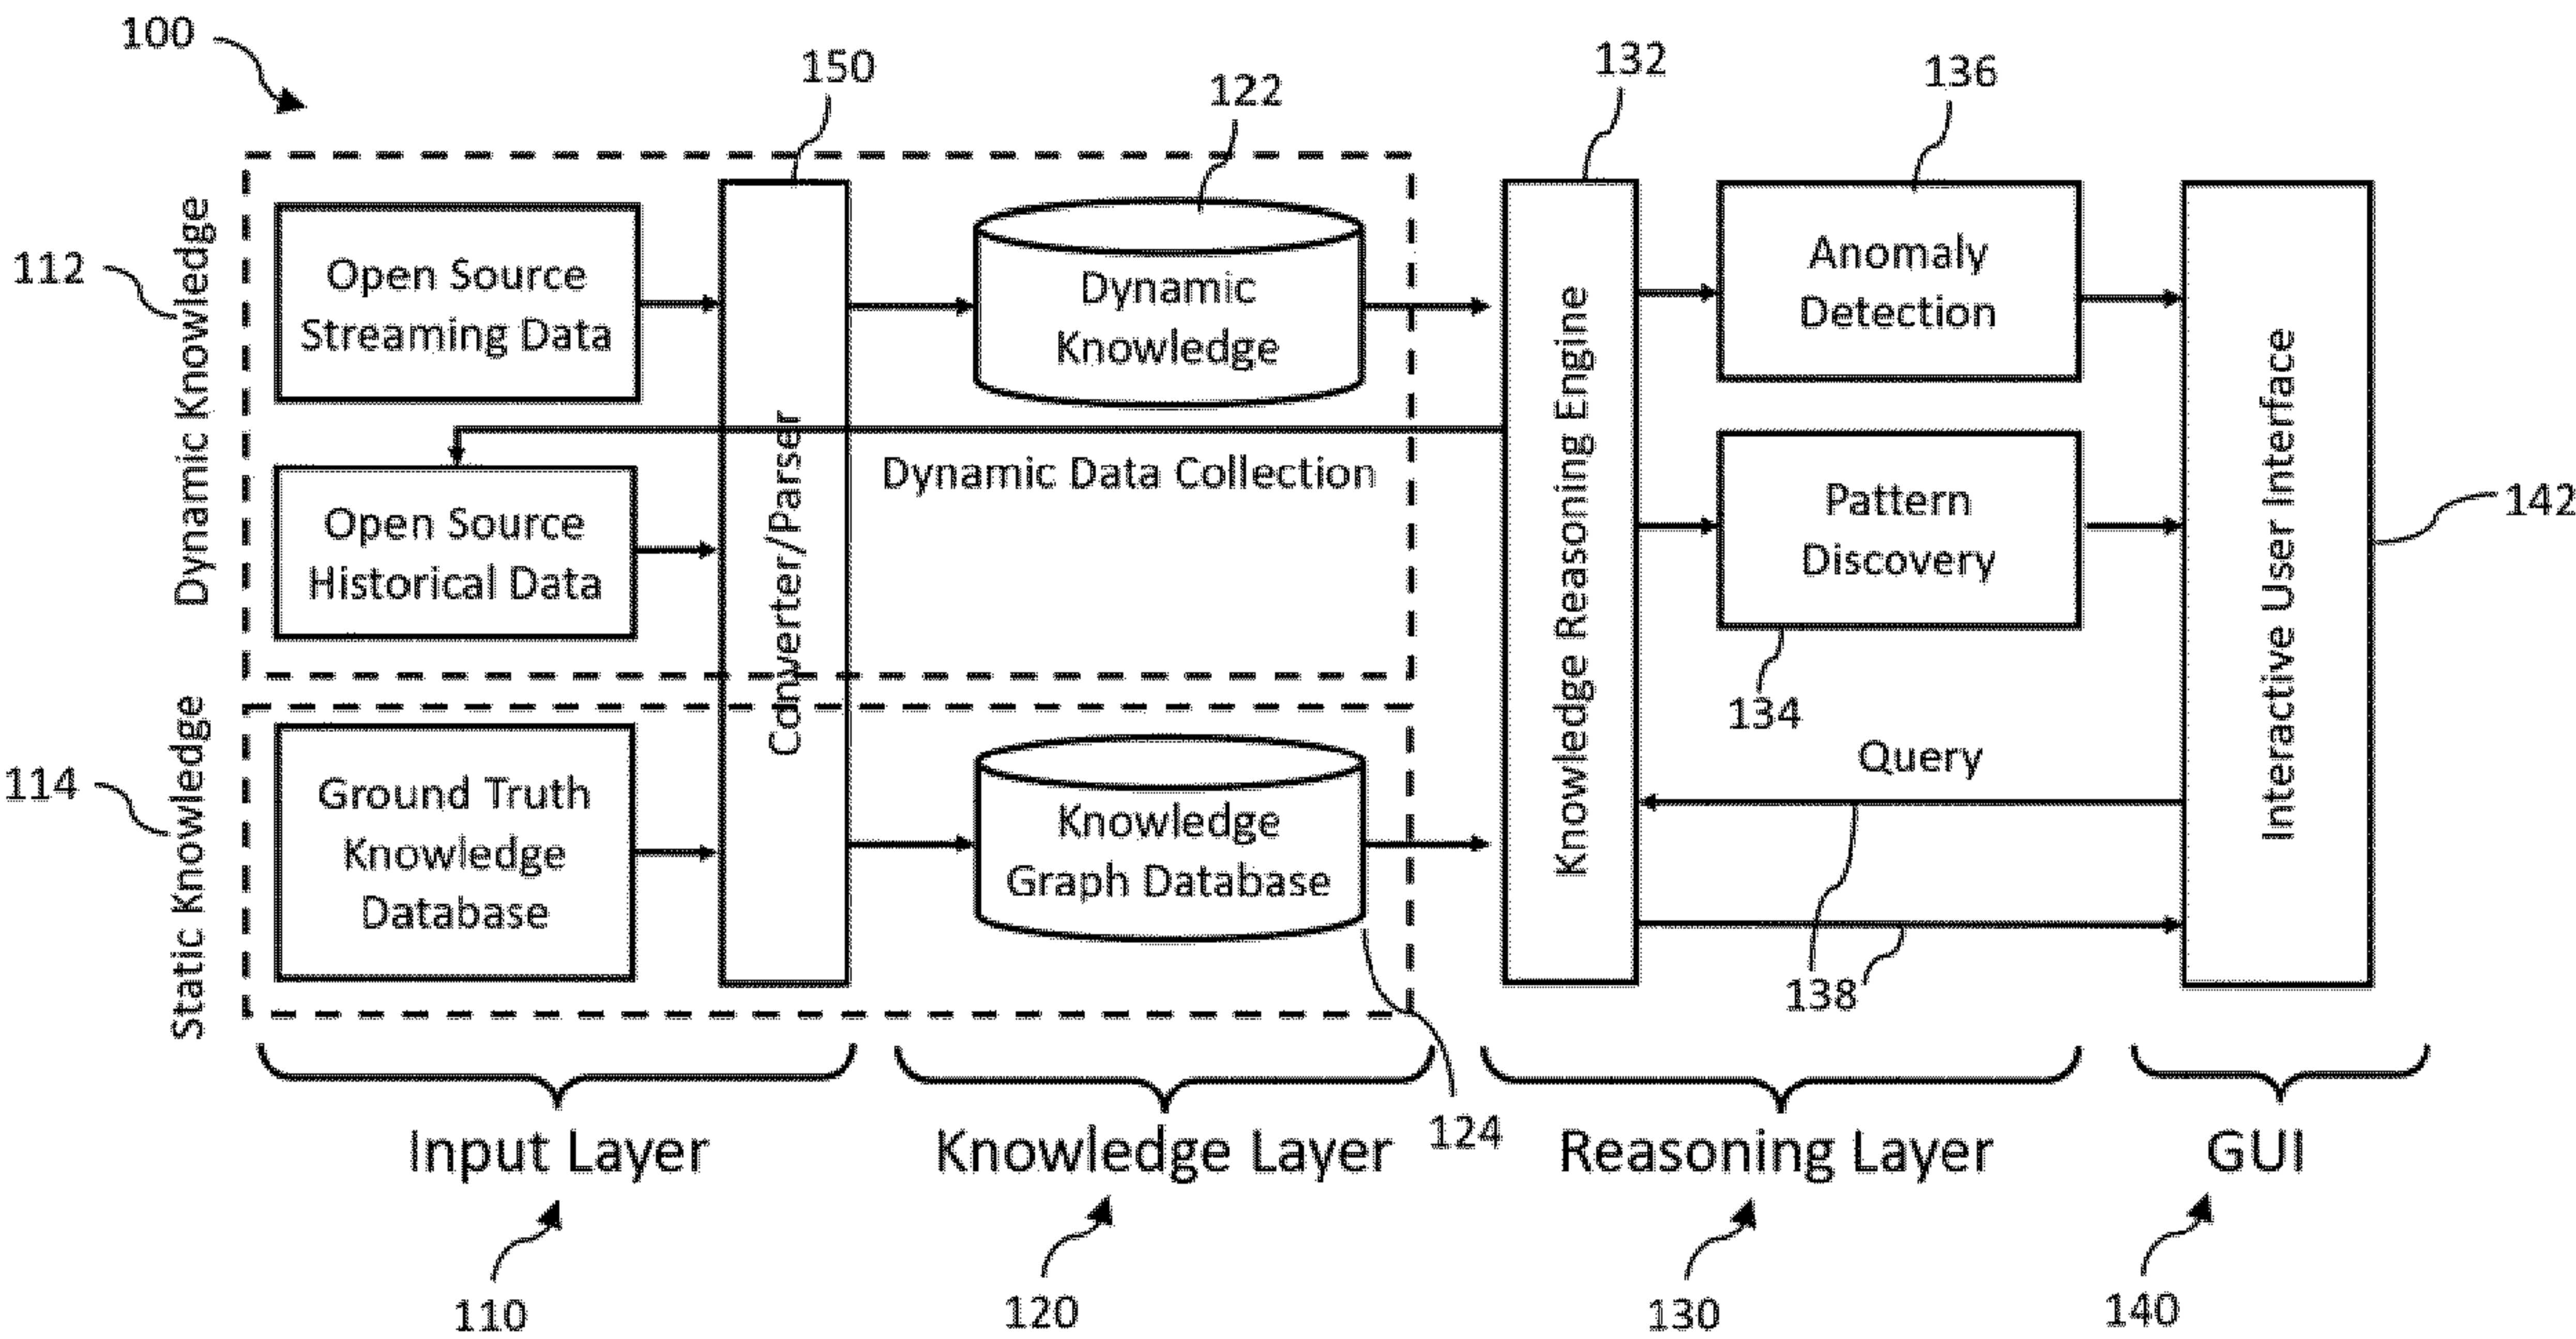 100
150
122
132
136
112
Dynamic Knowledge
Open Source
Streaming Data
Converter/Parser
Dynamic
Knowledge
Knowledge Reasoning Engine
Anomaly
Detection
Interactive User Interface
142
Open Source
Historical Data
Dynamic Data Collection
Pattern
Discovery
134
114
Static Knowledge
Ground Truth
Knowledge
Database
Knowledge
Graph Database
Query
138
124
Input Layer
Knowledge Layer
Reasoning Layer
GUI
110
120
130
140